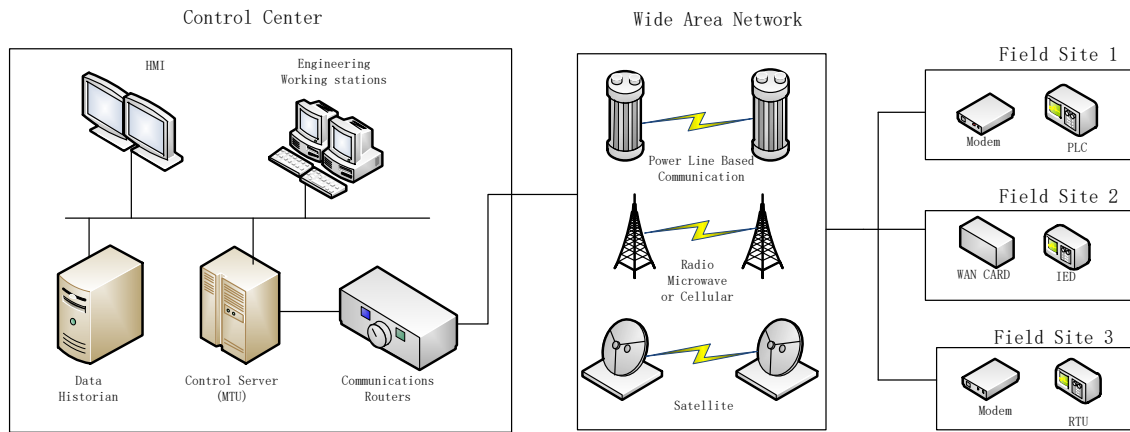 Control Center
Wide Area Network
HMI
Engineering
Working stations
Data
Historian
Control Server
(MTU)
Communications
Routers
Power Line Based
Communication
Radio
Microwave
or Cellular
Satellite
Field Site 1
Modem
PLC
Field Site 2
WAN CARD
IED
Field Site 3
Modem
RTU